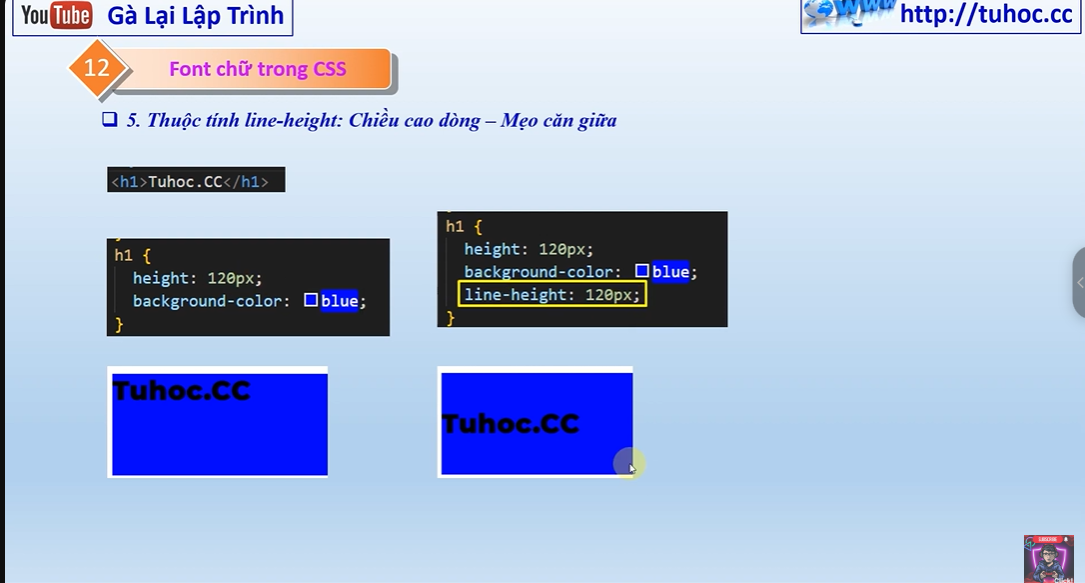 YouTube Gà Lại Lập Trình
www http://tuhoc.cc
12 Font chữ trong CSS
5. Thuộc tính line-height: Chiều cao dòng – Mẹo căn giữa
<h1>Tuhoc.CC</h1>
h1 {
height: 120px;
background-color: blue;
}
h1 {
height: 120px;
background-color: blue;
line-height: 120px;
}
Tuhoc.CC
Tuhoc.CC
SUBSCRIBE